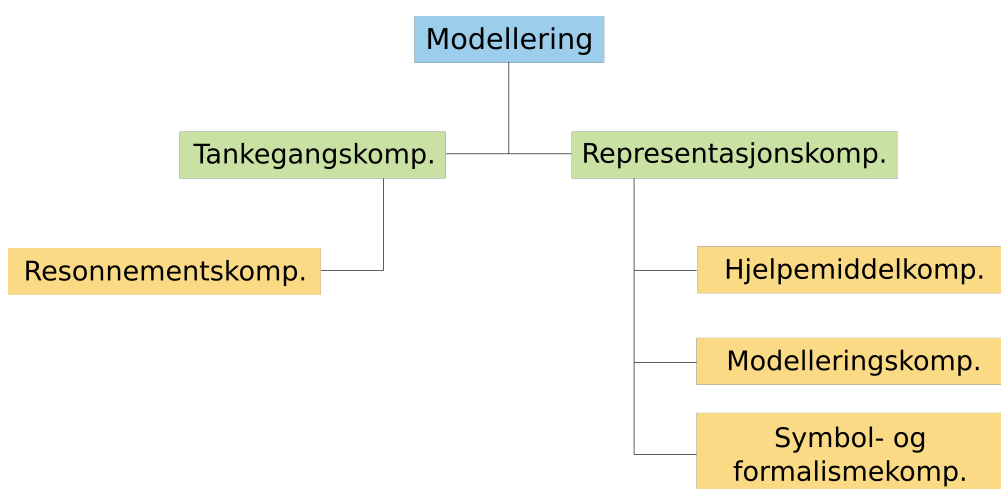 Modellering
Tankegangskomp.
Representasjonskomp.
Resonnementskomp.
Hjelpemiddelkomp.
Modelleringskomp.
Symbol- og
formalismekomp.